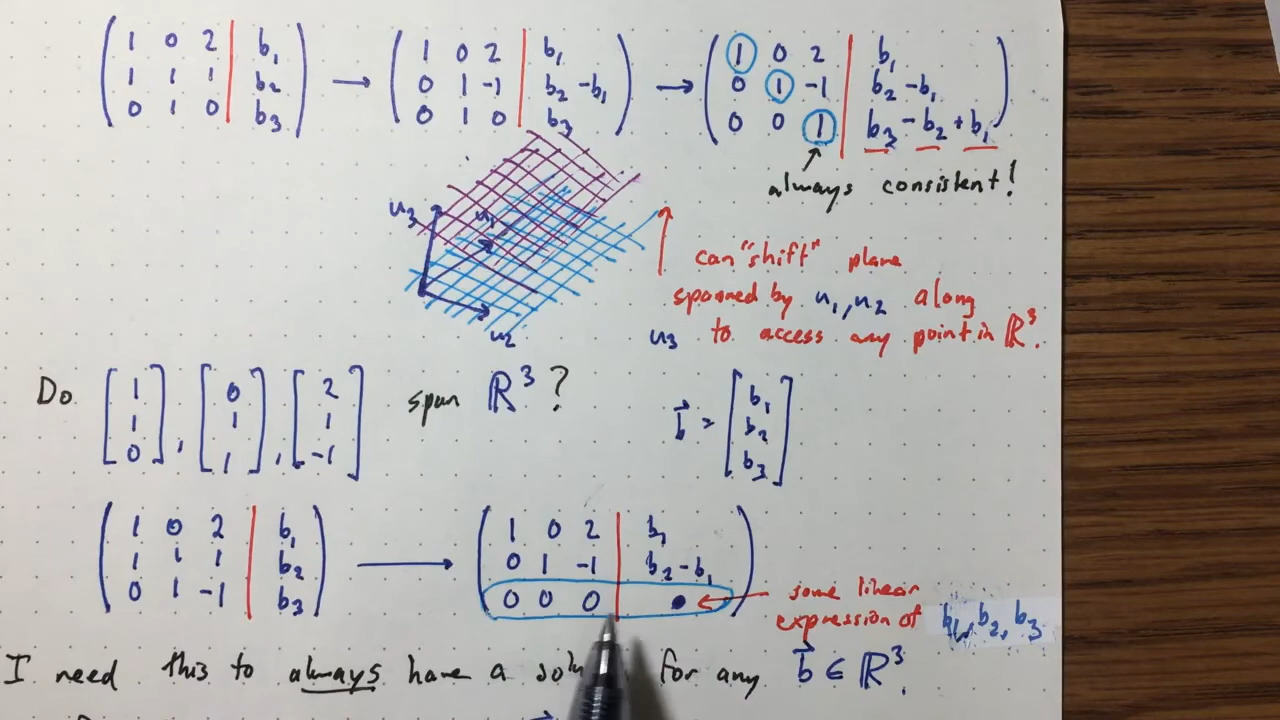 1 0 2 | b₁ → 1 0 2 | b₁ → 1 0 2 | b₁
1 1 1 | b₂ 0 1 -1 | b₂ - b₁ 0 1 -1 | b₂ - b₁
0 1 0 | b₃ 0 1 0 | b₃ 0 0 1 | b₃ - b₂ + b₁
always consistent!
u₃ u₁ u₂
can "shift" plane
spanned by u₁, u₂ along
u₃ to access any point in ℝ³.
Do [1 1 0], [0 1 1], [2 1 -1] span ℝ³? b⃗ = [b₁ b₂ b₃]
1 0 2 | b₁ → 1 0 2 | b₁
1 1 1 | b₂ 0 1 -1 | b₂ - b₁
0 1 -1 | b₃ 0 0 0 | •
some linear
expression of b₁, b₂, b₃
I need this to always have a for any b⃗ ∈ ℝ³.